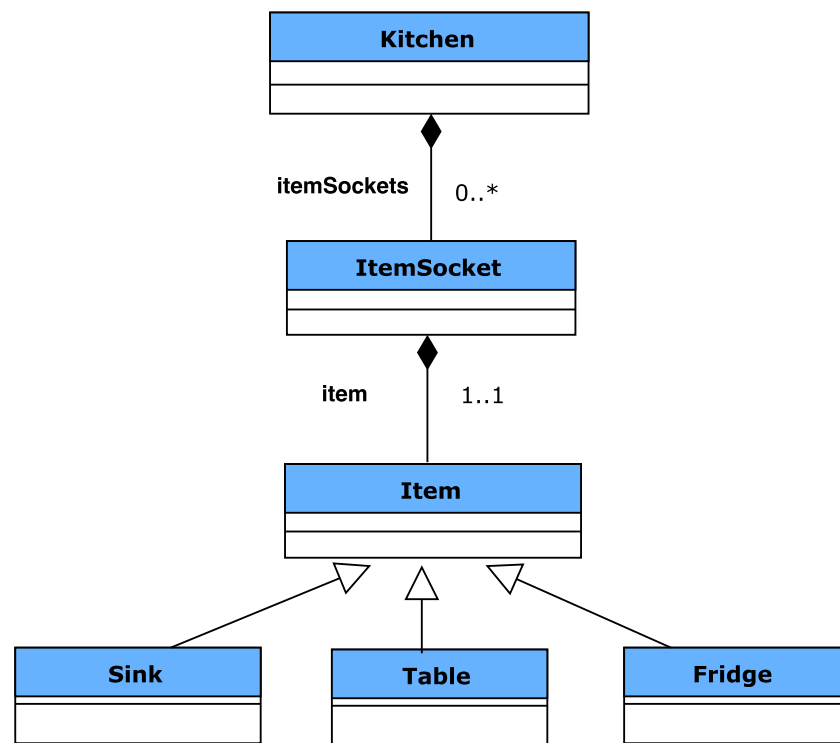 Kitchen
itemSockets
0..*
ItemSocket
item
1..1
Item
Sink
Table
Fridge